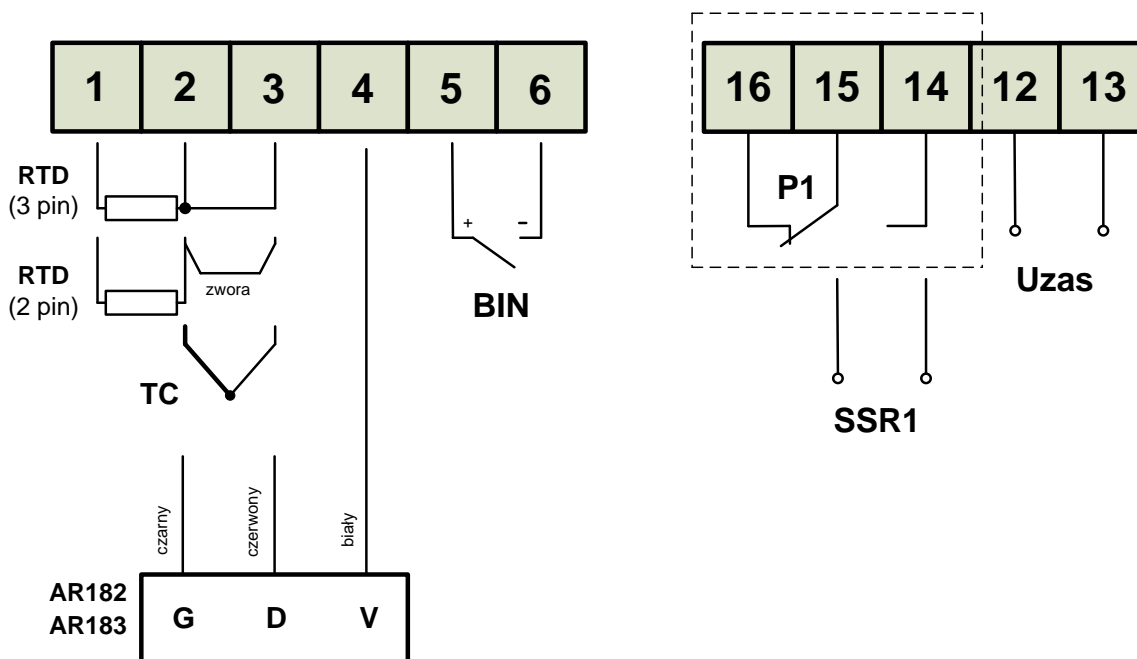 1 2 3 4 5 6
16 15 14 12 13
RTD
(3 pin)
P1
+ -
RTD
(2 pin)
zwora
BIN
Uzas
TC
SSR1
czarny
czerwony
biały
AR182
AR183
G D V